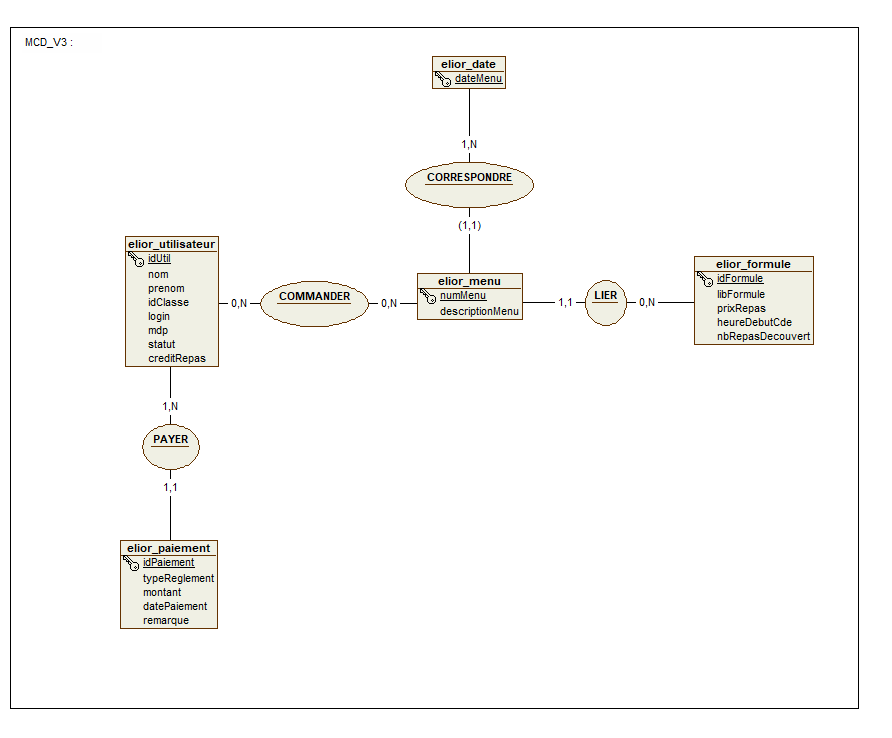 MCD_V3 :
elior_date
dateMenu
1,N
CORRESPONDRE
(1,1)
elior_utilisateur
idUtil
nom
prenom
idClasse
login
mdp
statut
creditRepas
0,N
COMMANDER
0,N
elior_menu
numMenu
descriptionMenu
1,1
LIER
0,N
elior_formule
idFormule
libFormule
prixRepas
heureDebutCde
nbRepasDecouvert
1,N
PAYER
1,1
elior_paiement
idPaiement
typeReglement
montant
datePaiement
remarque